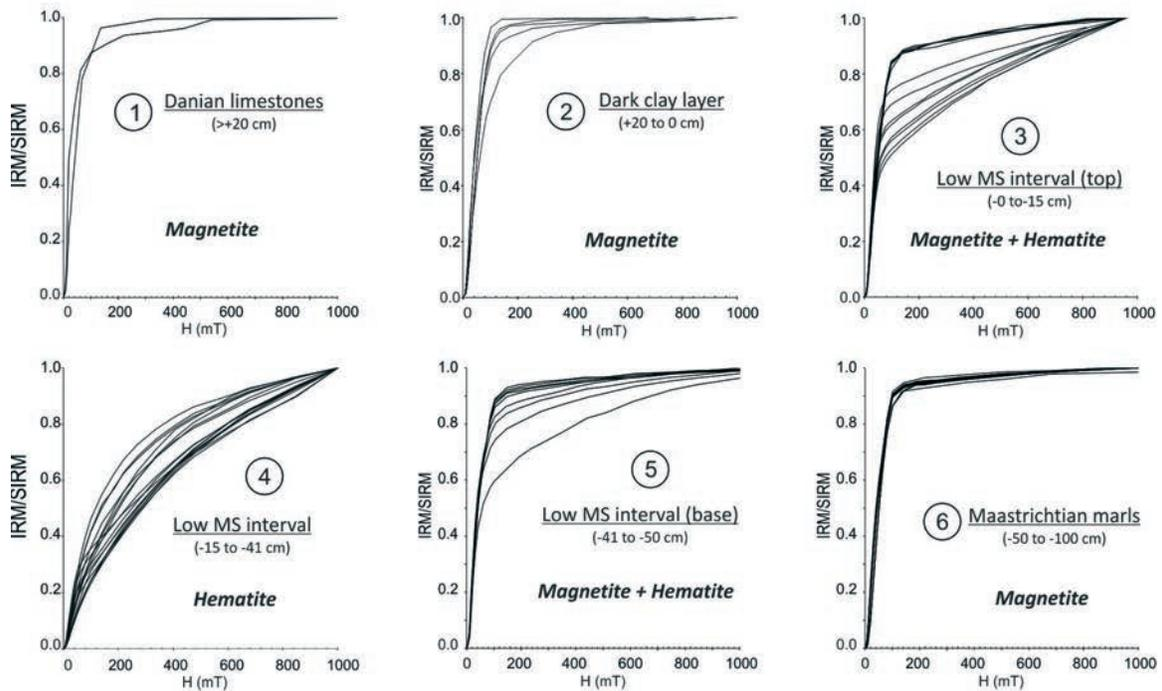 1.0
0.8
0.6
0.4
0.2
0.0
IRM/SIRM
1
Danian limestones
(>+20 cm)
Magnetite
0 200 400 600 800 1000
H (mT)
1.0
0.8
0.6
0.4
0.2
0.0
IRM/SIRM
2
Dark clay layer
(+20 to 0 cm)
Magnetite
0 200 400 600 800 1000
H (mT)
1.0
0.8
0.6
0.4
0.2
0.0
IRM/SIRM
3
Low MS interval (top)
(-0 to-15 cm)
Magnetite + Hematite
0 200 400 600 800 1000
H (mT)
1.0
0.8
0.6
0.4
0.2
0.0
IRM/SIRM
4
Low MS interval
(-15 to -41 cm)
Hematite
0 200 400 600 800 1000
H (mT)
1.0
0.8
0.6
0.4
0.2
0.0
IRM/SIRM
5
Low MS interval (base)
(-41 to -50 cm)
Magnetite + Hematite
0 200 400 600 800 1000
H (mT)
1.0
0.8
0.6
0.4
0.2
0.0
IRM/SIRM
6 Maastrichtian marls
(-50 to -100 cm)
Magnetite
0 200 400 600 800 1000
H (mT)